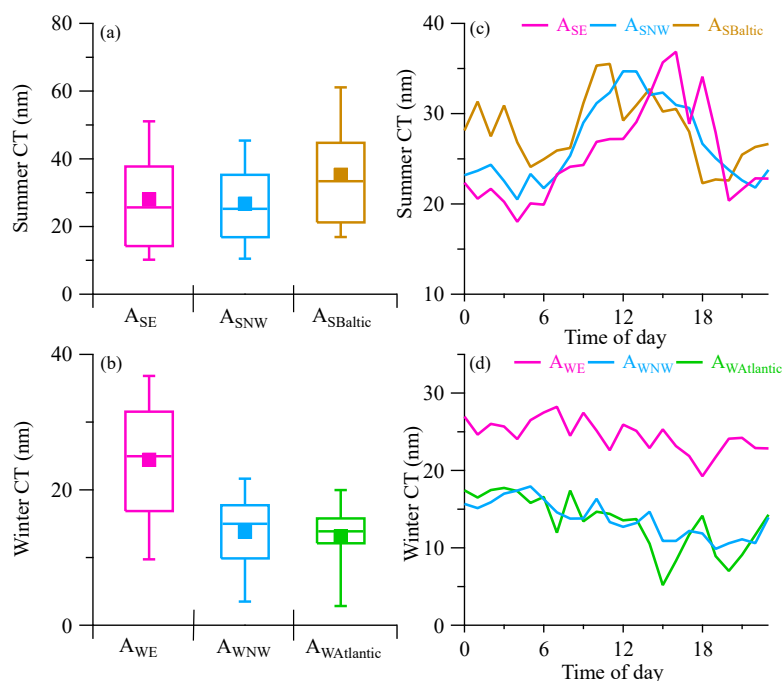 (a)
80
60
40
20
0
Summer CT (nm)
A_SE A_SNW A_SBaltic
(c)
A_SE A_SNW A_SBaltic
40
30
20
10
Summer CT (nm)
0 6 12 18
Time of day
(b)
40
20
0
Winter CT (nm)
A_WE A_WNW A_WAtlantic
(d)
A_WE A_WNW A_WAtlantic
30
20
10
0
Winter CT (nm)
0 6 12 18
Time of day